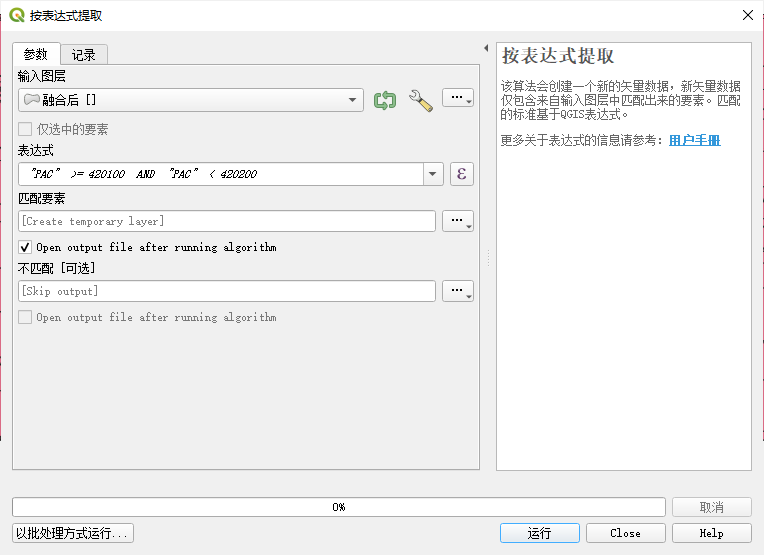 按表达式提取
参数 记录
输入图层
融合后 []
...
仅选中的要素
表达式
"PAC" >= 420100 AND "PAC" < 420200
ε
匹配要素
[Create temporary layer]
...
Open output file after running algorithm
不匹配 [可选]
[Skip output]
...
Open output file after running algorithm
按表达式提取
该算法会创建一个新的矢量数据，新矢量数据
仅包含来自输入图层中匹配出来的要素。匹配
的标准基于QGIS表达式。
更多关于表达式的信息请参考：用户手册
0%
取消
以批处理方式运行...
运行
Close
Help